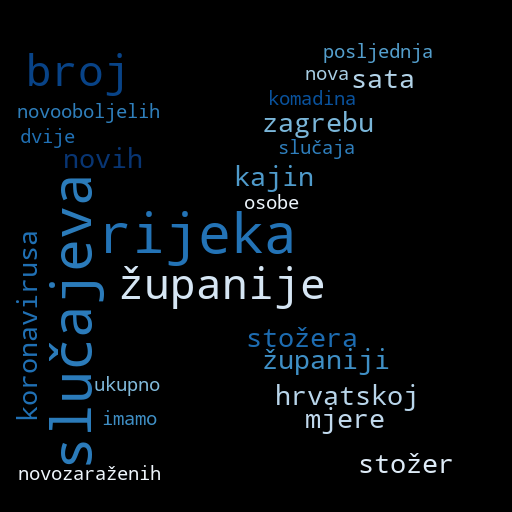 posljednja
broj
nova
sata
komadina
novooboljelih
zagrebu
dvije
slučaja
novih
kajin
osobe
rijeka
slučajeva
županije
koronavirusa
stožera
županiji
ukupno
hrvatskoj
imamo
mjere
stožer
novozaraženih